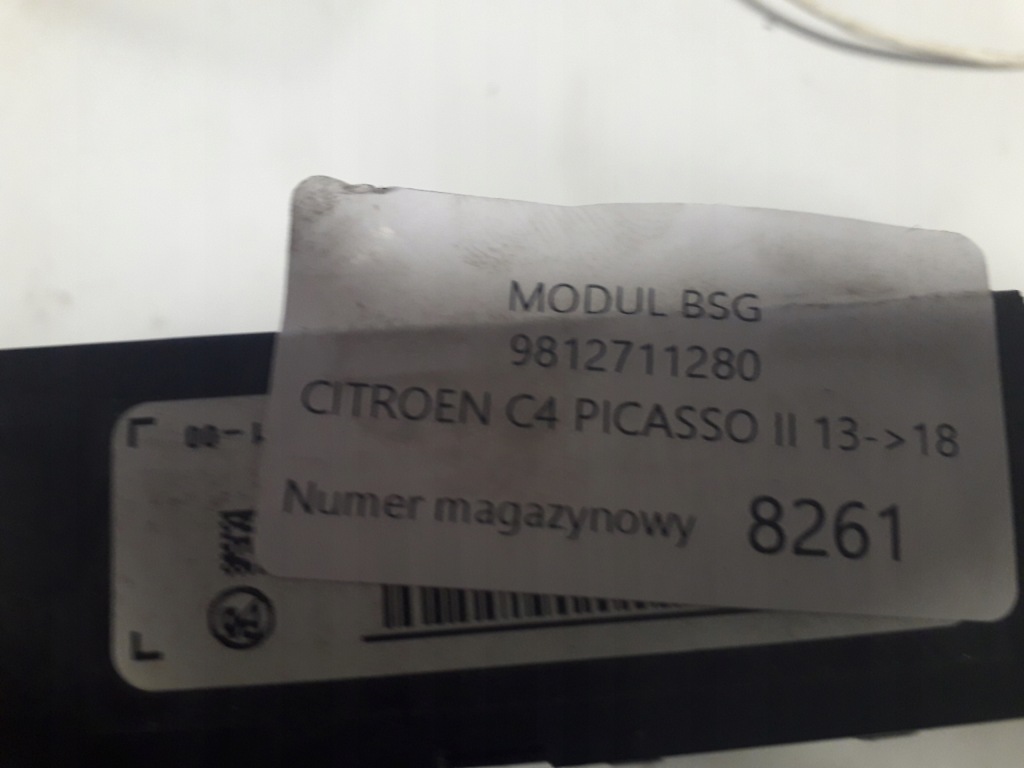 MODUL BSG
9812711280
CITROEN C4 PICASSO II 13->18
Numer magazynowy 8261